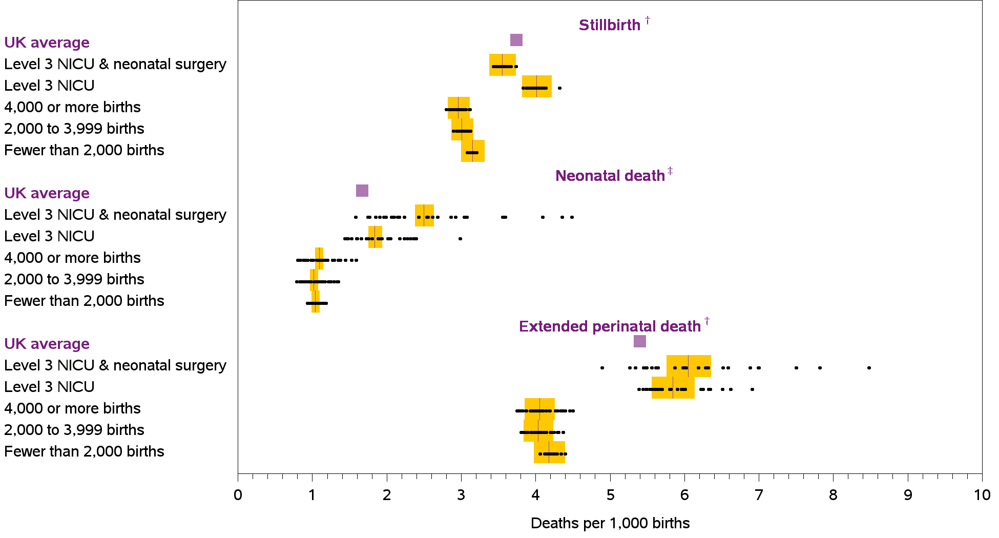 Stillbirth †
UK average
Level 3 NICU & neonatal surgery
Level 3 NICU
4,000 or more births
2,000 to 3,999 births
Fewer than 2,000 births
Neonatal death ‡
UK average
Level 3 NICU & neonatal surgery
Level 3 NICU
4,000 or more births
2,000 to 3,999 births
Fewer than 2,000 births
Extended perinatal death †
UK average
Level 3 NICU & neonatal surgery
Level 3 NICU
4,000 or more births
2,000 to 3,999 births
Fewer than 2,000 births
0 1 2 3 4 5 6 7 8 9 10
Deaths per 1,000 births